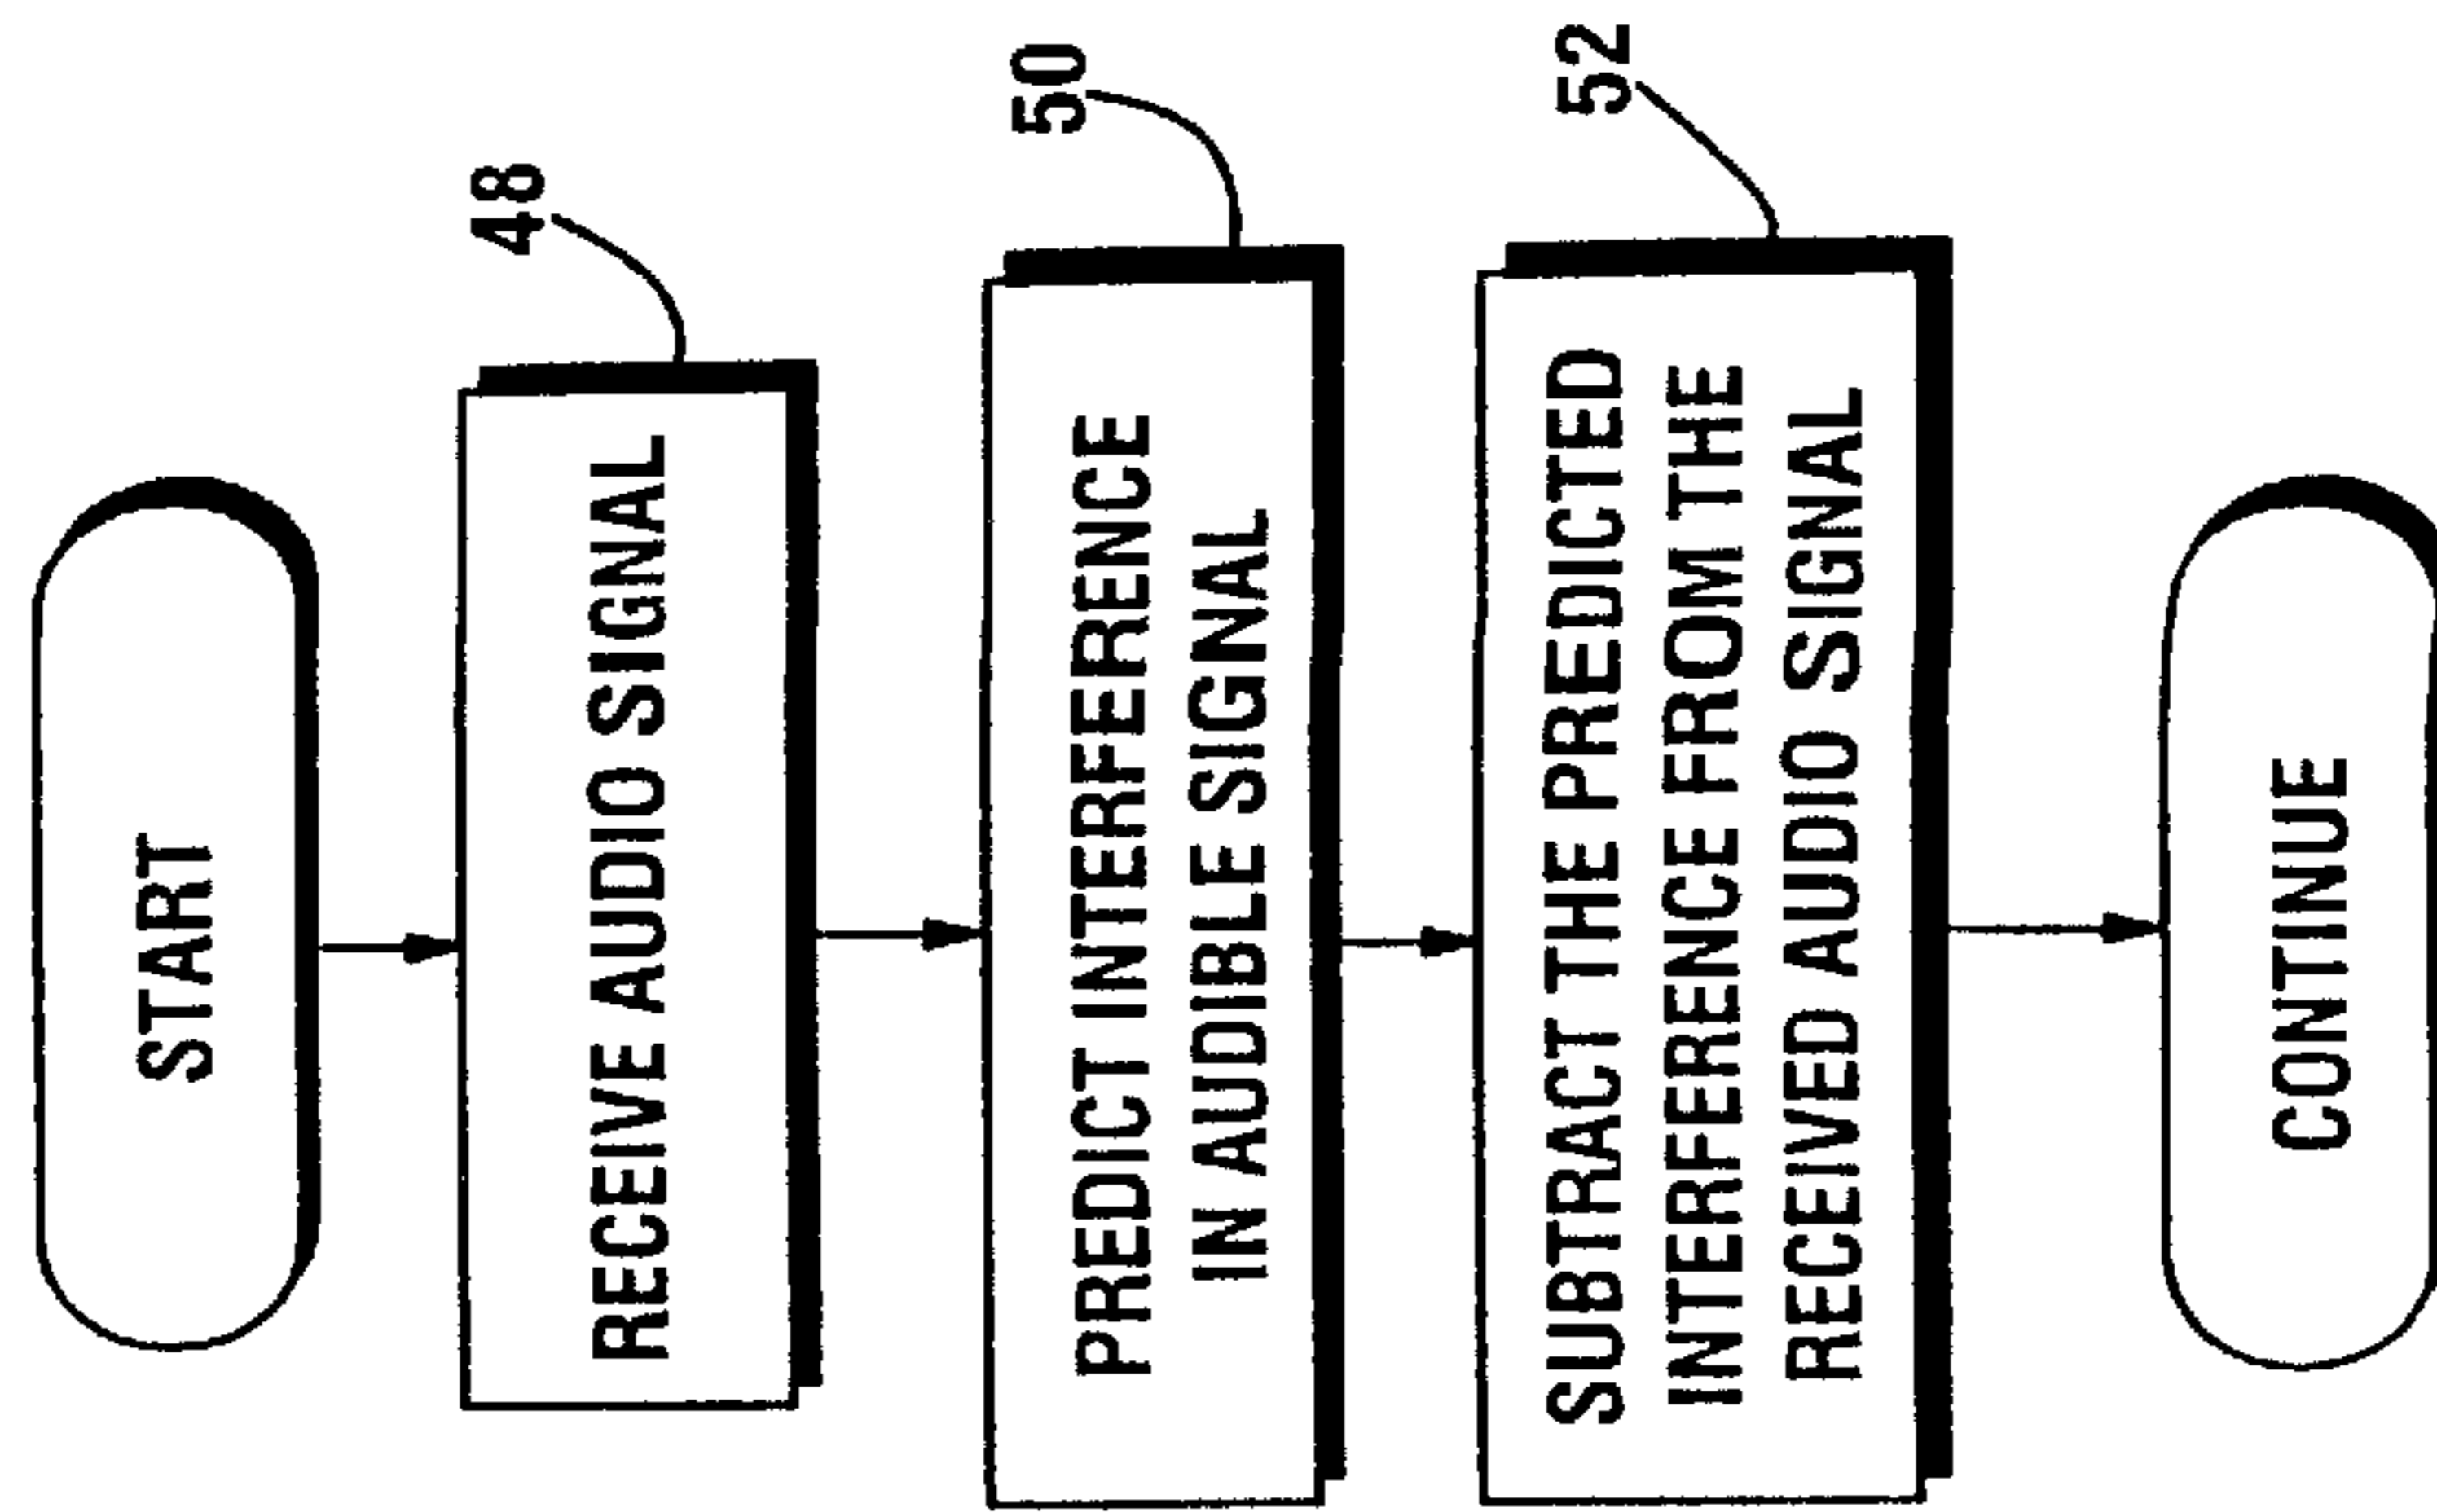 START
48
RECEIVE AUDIO SIGNAL
50
PREDICT INTERFERENCE
IN AUDIBLE SIGNAL
52
SUBTRACT THE PREDICTED
INTERFERENCE FROM THE
RECEIVED AUDIO SIGNAL
CONTINUE